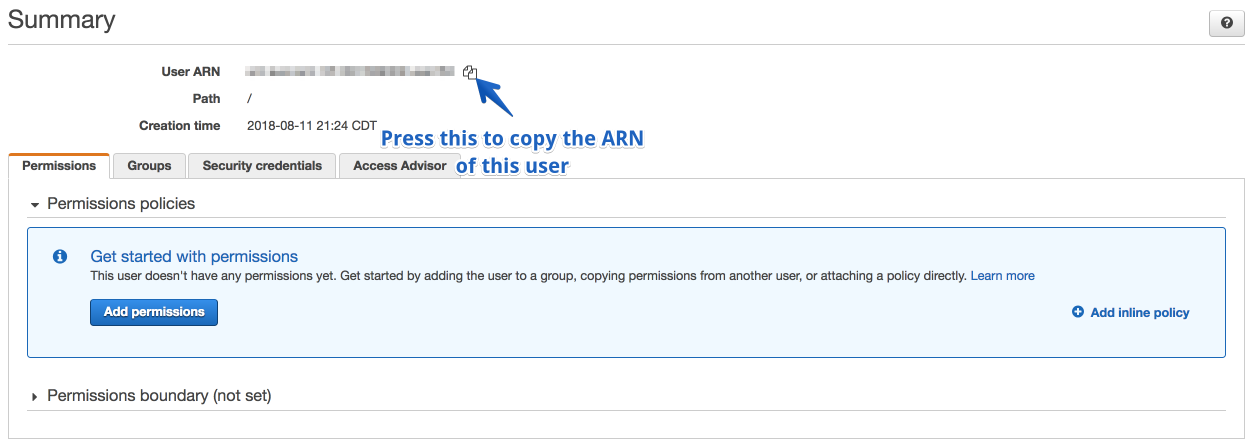 Summary
User ARN
Path /
Creation time 2018-08-11 21:24 CDT
Press this to copy the ARN
of this user
Permissions Groups Security credentials Access Advisor
Permissions policies
Get started with permissions
This user doesn't have any permissions yet. Get started by adding the user to a group, copying permissions from another user, or attaching a policy directly. Learn more
Add permissions Add inline policy
Permissions boundary (not set)